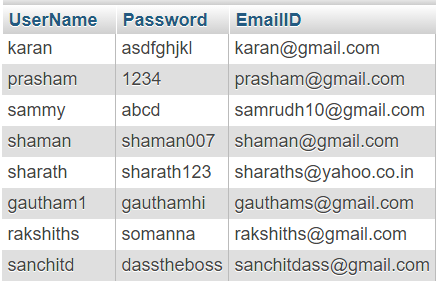 UserName Password EmailID
karan asdfghjkl karan@gmail.com
prasham 1234 prasham@gmail.com
sammy abcd samrudh10@gmail.com
shaman shaman007 shaman@gmail.com
sharath sharath123 sharaths@yahoo.co.in
gautham1 gauthamhi gauthams@gmail.com
rakshiths somanna rakshiths@gmail.com
sanchitd dasstheboss sanchitdass@gmail.com